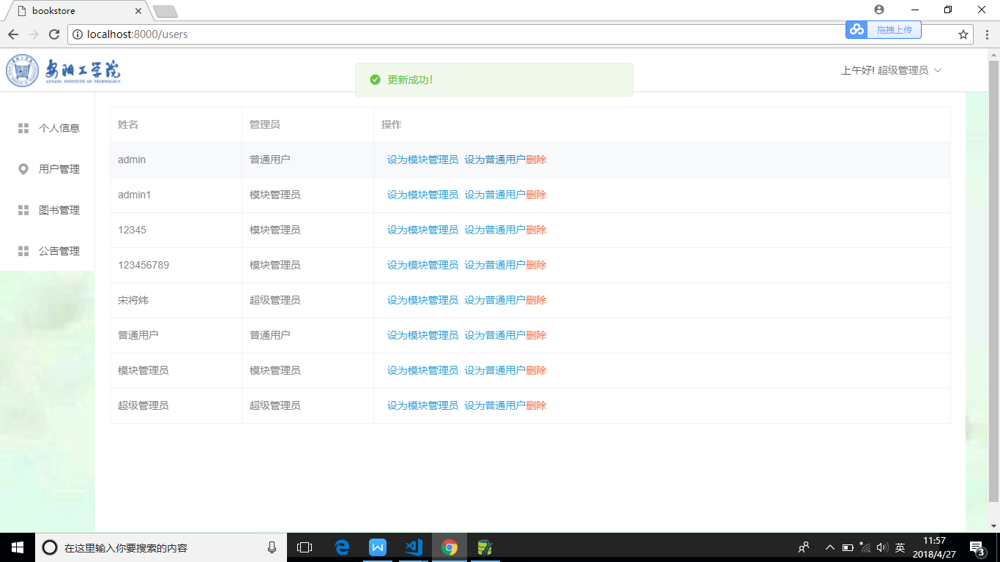 bookstore
localhost:8000/users
拖拽上传
安阳工学院
ANYANG INSTITUTE OF TECHNOLOGY
更新成功!
上午好! 超级管理员
个人信息
用户管理
图书管理
公告管理
姓名 管理员 操作
admin 普通用户 设为模块管理员 设为普通用户删除
admin1 模块管理员 设为模块管理员 设为普通用户删除
12345 模块管理员 设为模块管理员 设为普通用户删除
123456789 模块管理员 设为模块管理员 设为普通用户删除
宋将炜 超级管理员 设为模块管理员 设为普通用户删除
普通用户 普通用户 设为模块管理员 设为普通用户删除
模块管理员 模块管理员 设为模块管理员 设为普通用户删除
超级管理员 超级管理员 设为模块管理员 设为普通用户删除
在这里输入你要搜索的内容
英
11:57
2018/4/27
3